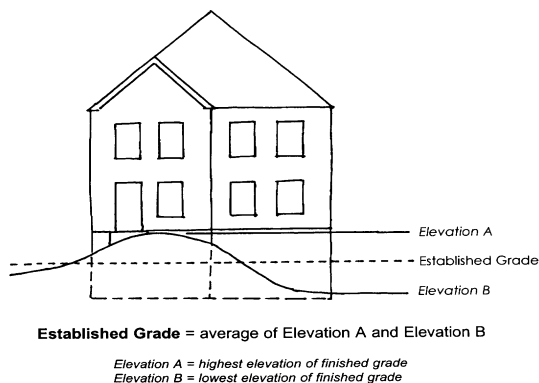 Elevation A
Established Grade
Elevation B
Established Grade = average of Elevation A and Elevation B
Elevation A = highest elevation of finished grade
Elevation B = lowest elevation of finished grade